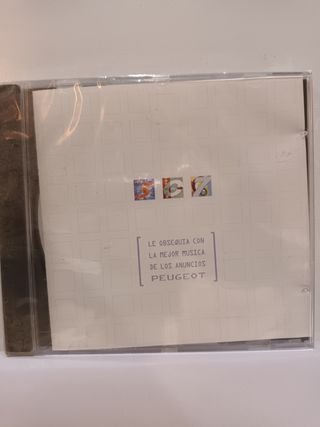 LE OBSEQUIA CON
LA MEJOR MUSICA
DE LOS ANUNCIOS
PEUGEOT